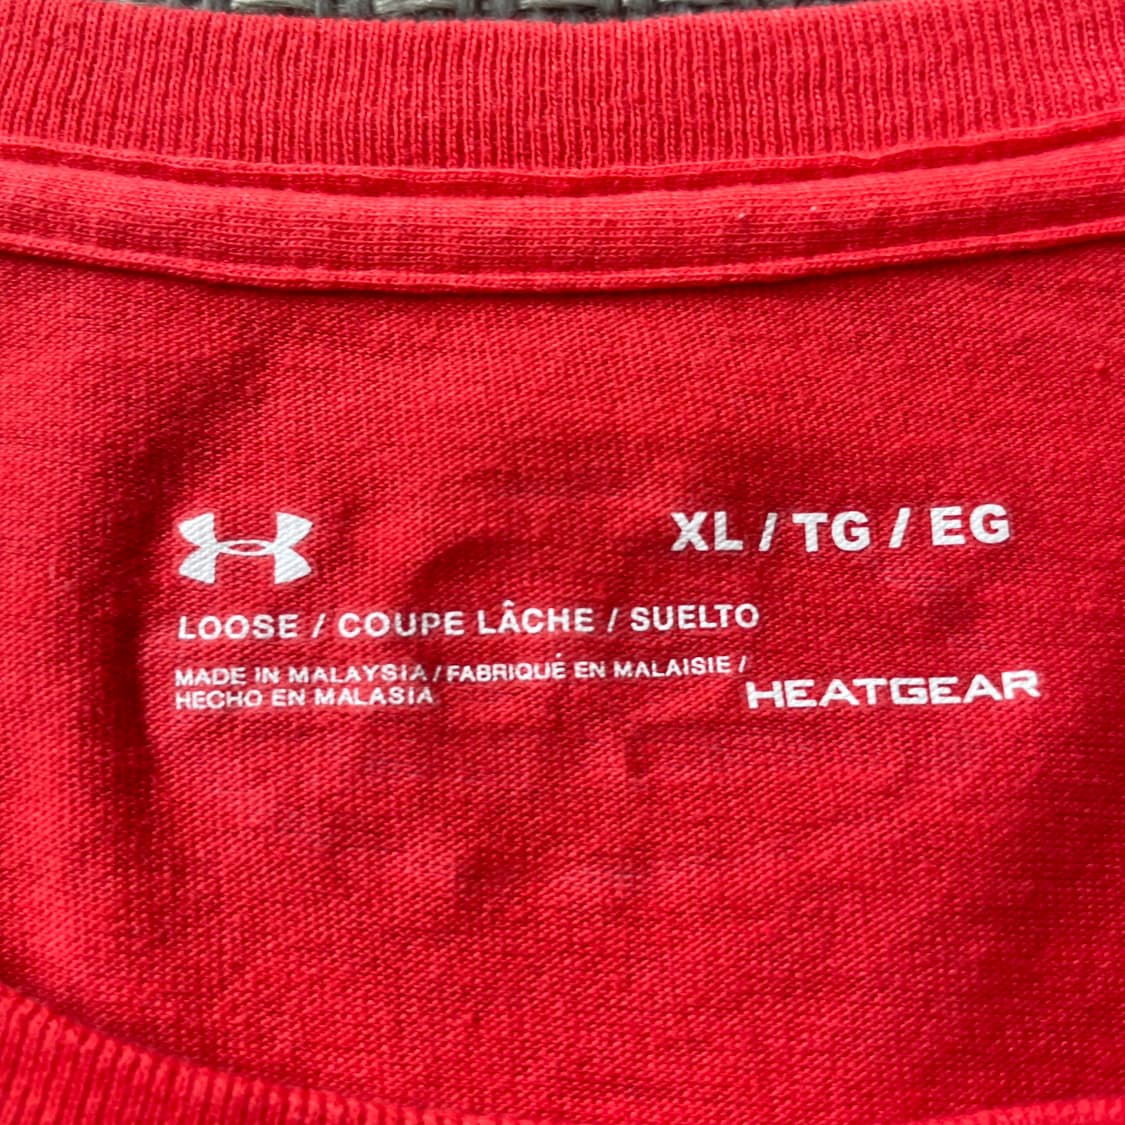 XL / TG / EG
LOOSE / COUPE LÂCHE / SUELTO
MADE IN MALAYSIA / FABRIQUÉ EN MALAISIE /
HECHO EN MALASIA
HEATGEAR